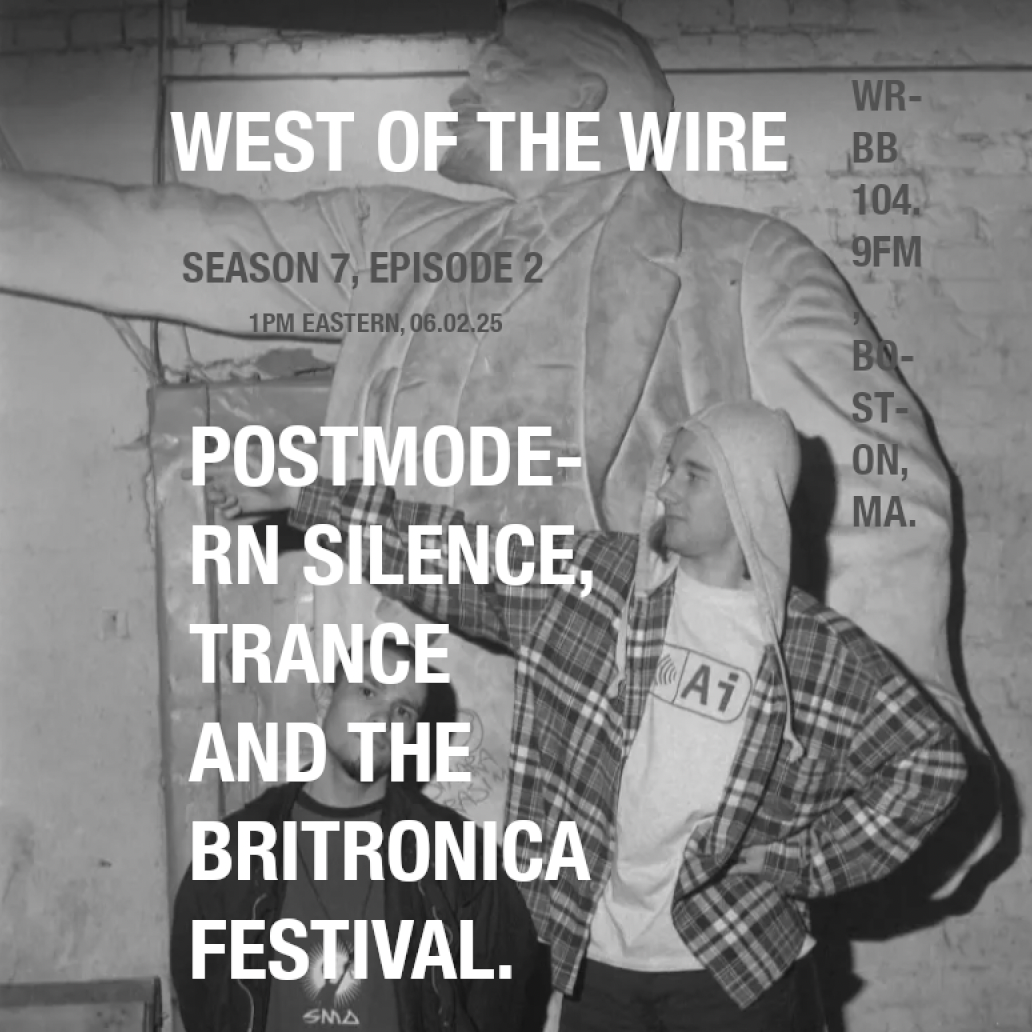 WEST OF THE WIRE
SEASON 7, EPISODE 2
1PM EASTERN, 06.02.25
WR-
BB
104.
9FM
,
BO-
ST-
ON,
MA.
POSTMODE-
RN SILENCE,
TRANCE
AND THE
BRITRONICA
FESTIVAL.
Ai
SMA